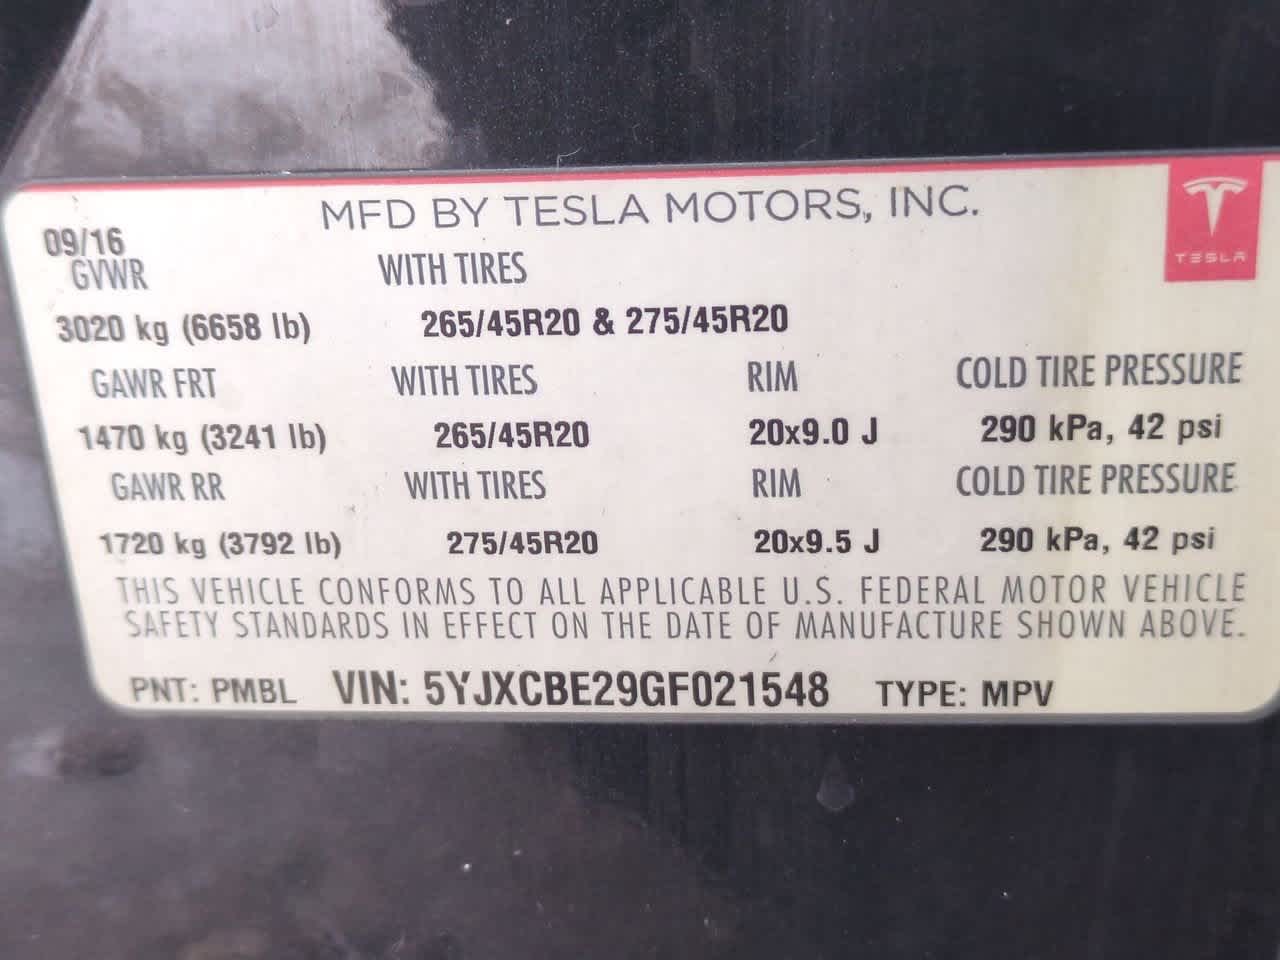 MFD BY TESLA MOTORS, INC.
TESLA
09/16
GVWR WITH TIRES
3020 kg (6658 lb) 265/45R20 & 275/45R20
GAWR FRT WITH TIRES RIM COLD TIRE PRESSURE
1470 kg (3241 lb) 265/45R20 20x9.0 J 290 kPa, 42 psi
GAWR RR WITH TIRES RIM COLD TIRE PRESSURE
1720 kg (3792 lb) 275/45R20 20x9.5 J 290 kPa, 42 psi
THIS VEHICLE CONFORMS TO ALL APPLICABLE U.S. FEDERAL MOTOR VEHICLE
SAFETY STANDARDS IN EFFECT ON THE DATE OF MANUFACTURE SHOWN ABOVE.
PNT: PMBL VIN: 5YJXCBE29GF021548 TYPE: MPV